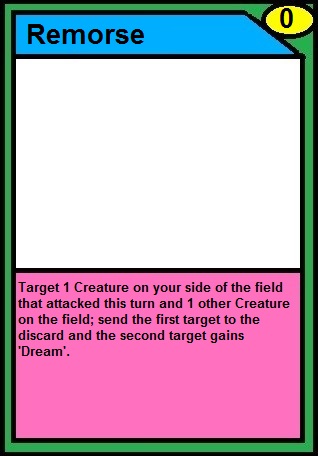 Remorse
0
Target 1 Creature on your side of the field
that attacked this turn and 1 other Creature
on the field; send the first target to the
discard and the second target gains
'Dream'.